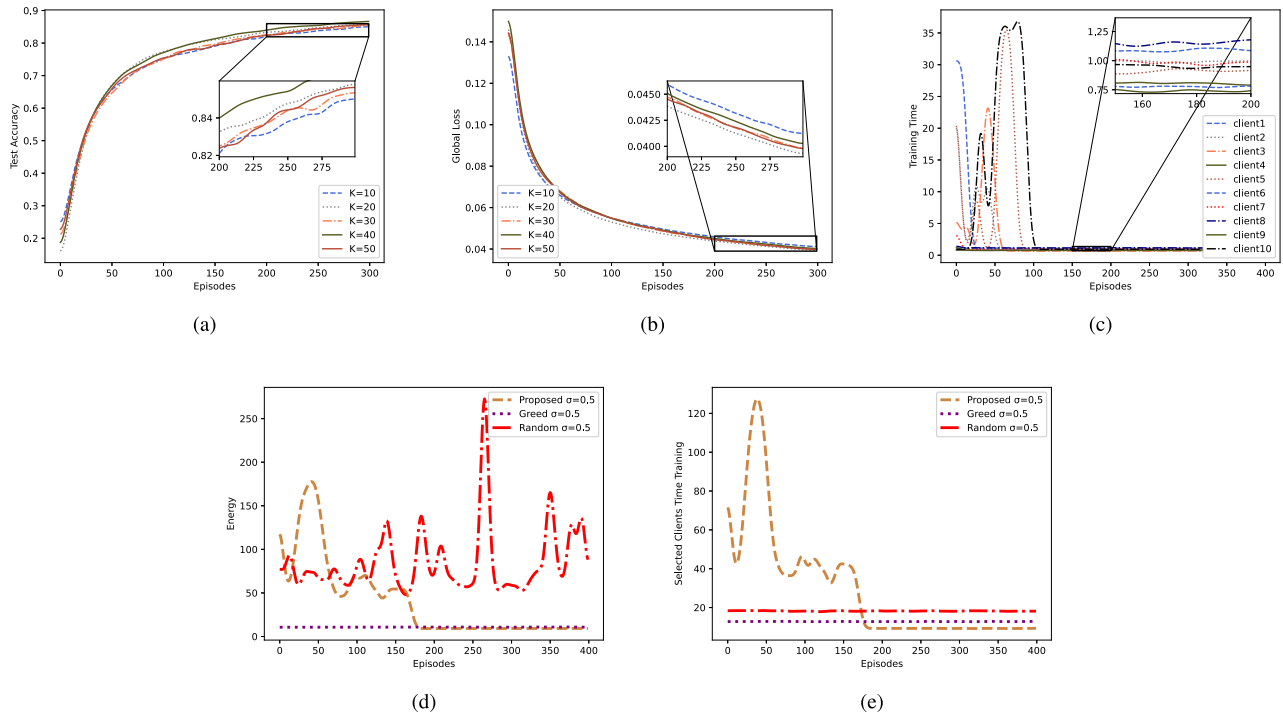 0,9
0.8
0.7
0.6
0.5
0.4
0.3
0.2
Test Accuracy
0.84
0.82
200 225 250 275
K=10
K=20
K=30
K=40
K=50
0 50 100 150 200 250 300
Episodes
(a)
0.14
0.12
0.10
0.08
0.06
0.04
Global Loss
0.0450
0.0400
200 225 250 275
K=10
K=20
K=30
K=40
K=50
0 50 100 150 200 250 300
Episodes
(b)
35
30
25
20
15
10
5
0
Training Time
1.25
1.00
0.75
160 180 200
client1
client2
client3
client4
client5
client6
client7
client8
client9
client10
0 50 100 150 200 250 300 350 400
Episodes
(c)
250
200
150
100
50
0
Energy
Proposed σ=0,5
Greed σ=0.5
Random σ=0.5
0 50 100 150 200 250 300 350 400
Episodes
(d)
120
100
80
60
40
20
Selected Clients Time Training
Proposed σ=0,5
Greed σ=0.5
Random σ=0.5
0 50 100 150 200 250 300 350 400
Episodes
(e)